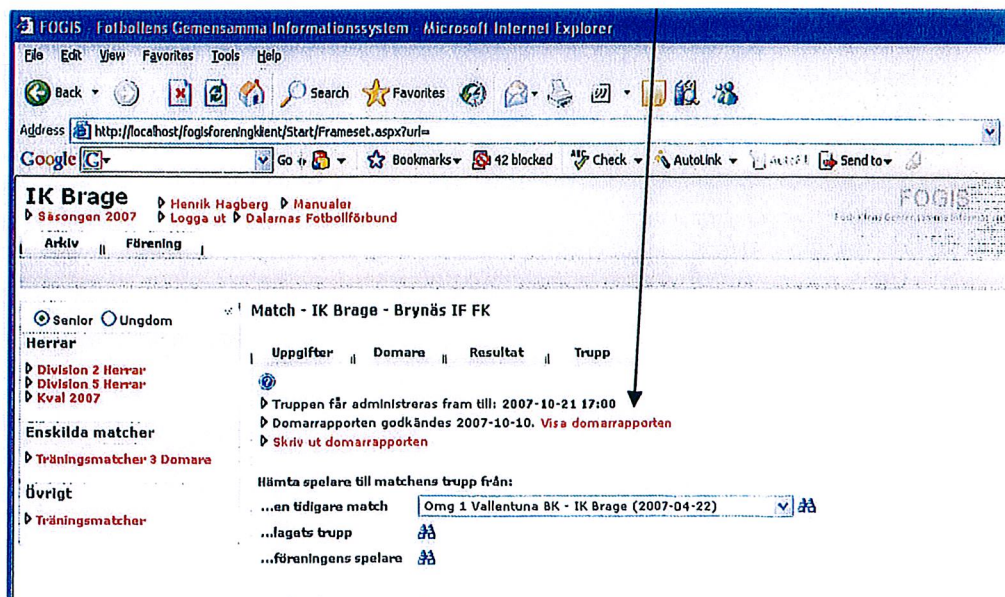 FOGIS - Fotbollens Gemensamma Informationssystem - Microsoft Internet Explorer
File Edit View Favorites Tools Help
Back Search Favorites
Address http://localhost/fogisforeningklient/Start/Frameset.aspx?url=
Google G Go Bookmarks 42 blocked Check AutoLink Send to
IK Brage
Henrik Hagberg Manualer
Säsongen 2007 Logga ut Dalarnas Fotbollförbund
FOGIS
Arkiv Förening
Senior Ungdom
Herrar
Division 2 Herrar
Division 5 Herrar
Kval 2007
Enskilda matcher
Träningsmatcher 3 Domare
Övrigt
Träningsmatcher
Match - IK Brage - Brynäs IF FK
Uppgifter Domare Resultat Trupp
Truppen får administreras fram till: 2007-10-21 17:00
Domarrapporten godkändes 2007-10-10. Visa domarrapporten
Skriv ut domarrapporten
Hämta spelare till matchens trupp från:
...en tidigare match Omg 1 Vallentuna BK - IK Brage (2007-04-22)
...lagets trupp
...föreningens spelare